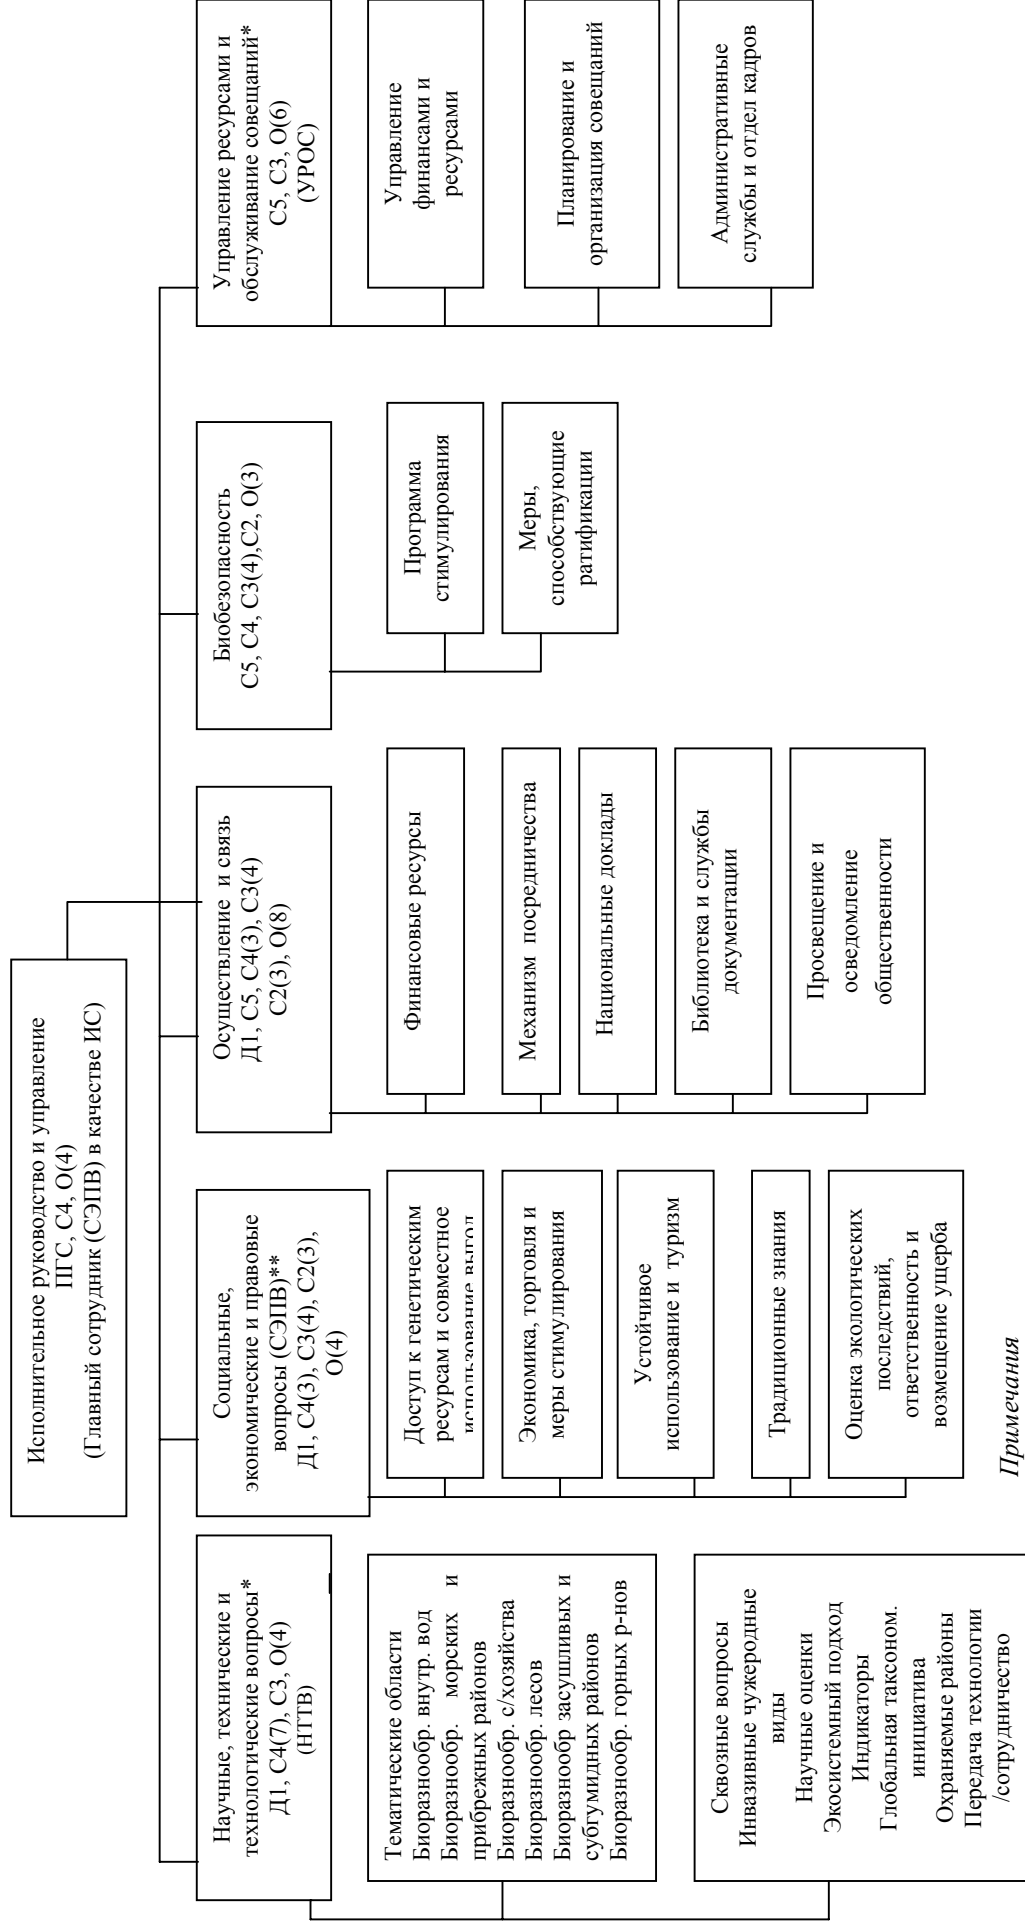 Исполнительное руководство и управление
ПГС, С4, О(4)
(Главный сотрудник (СЭПВ) в качестве ИС)
Научные, технические и
технологические вопросы*
Д1, С4(7), С3, О(4)
(НТТВ)
Тематические области
Биоразнообр. внутр. вод
Биоразнообр. морских и
прибрежных районов
Биоразнообр. с/хозяйства
Биоразнообр. лесов
Биоразнообр засушливых и
субгумидных районов
Биоразнообр. горных р-нов
Сквозные вопросы
Инвазивные чужеродные
виды
Научные оценки
Экосистемный подход
Индикаторы
Глобальная таксоном.
инициатива
Охраняемые районы
Передача технологии
/сотрудничество
Социальные,
экономические и правовые
вопросы (СЭПВ)**
Д1, С4(3), С3(4), С2(3),
О(4)
Доступ к генетическим
ресурсам и совместное
использование выгод
Экономика, торговля и
меры стимулирования
Устойчивое
использование и туризм
Традиционные знания
Оценка экологических
последствий,
ответственность и
возмещение ущерба
Осуществление и связь
Д1, С5, С4(3), С3(4)
С2(3), О(8)
Финансовые ресурсы
Механизм посредничества
Национальные доклады
Библиотека и службы
документации
Просвещение и
осведомление
общественности
Биобезопасность
С5, С4, С3(4),С2, О(3)
Программа
стимулирования
Меры,
способствующие
ратификации
Управление ресурсами и
обслуживание совещаний*
С5, С3, О(6)
(УРОС)
Управление
финансами и
ресурсами
Планирование и
организация совещаний
Административные
службы и отдел кадров
Примечания